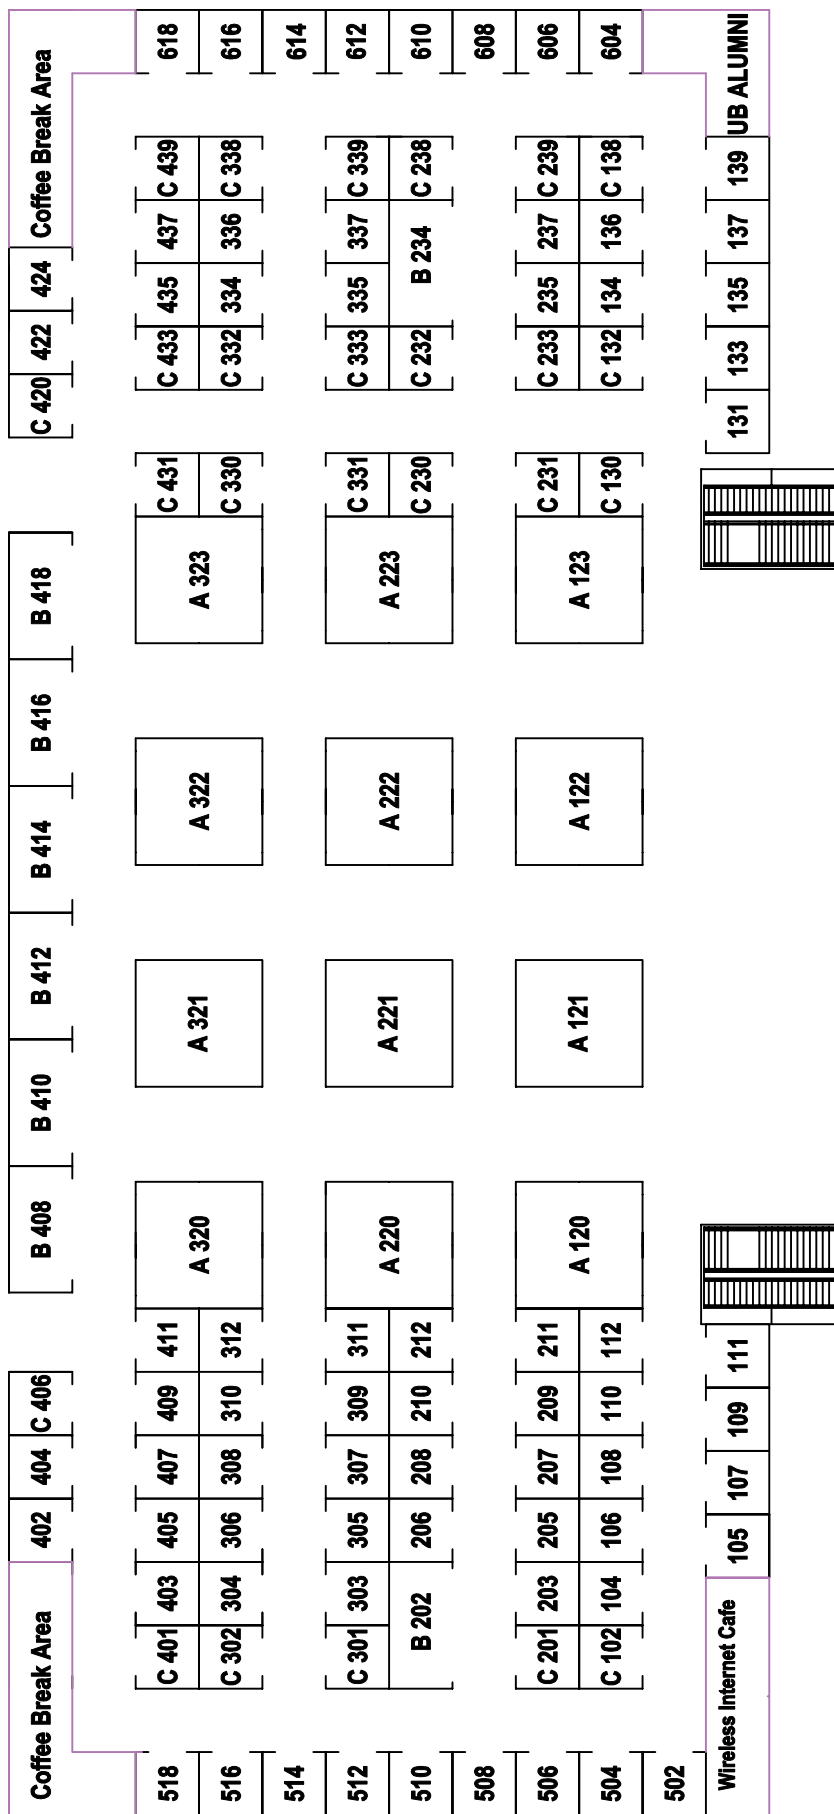 Coffee Break Area
618
616
614
612
610
608
606
604
UB ALUMNI
C 439
C 338
C 339
C 238
C 239
C 138
139
437
336
337
B 234
237
136
137
424
435
334
335
235
134
135
422
C 433
C 332
C 333
C 232
C 233
C 132
133
C 420
131
C 431
C 330
C 331
C 230
C 231
C 130
B 418
A 323
A 223
A 123
B 416
A 322
A 222
A 122
B 414
B 412
A 321
A 221
A 121
B 410
B 408
A 320
A 220
A 120
411
312
311
212
211
112
111
C 406
409
310
309
210
209
110
109
404
407
308
307
208
207
108
107
402
405
306
305
206
205
106
105
403
304
303
B 202
203
104
C 401
C 302
C 301
C 201
C 102
Coffee Break Area
518
516
514
512
510
508
506
504
502
Wireless Internet Cafe